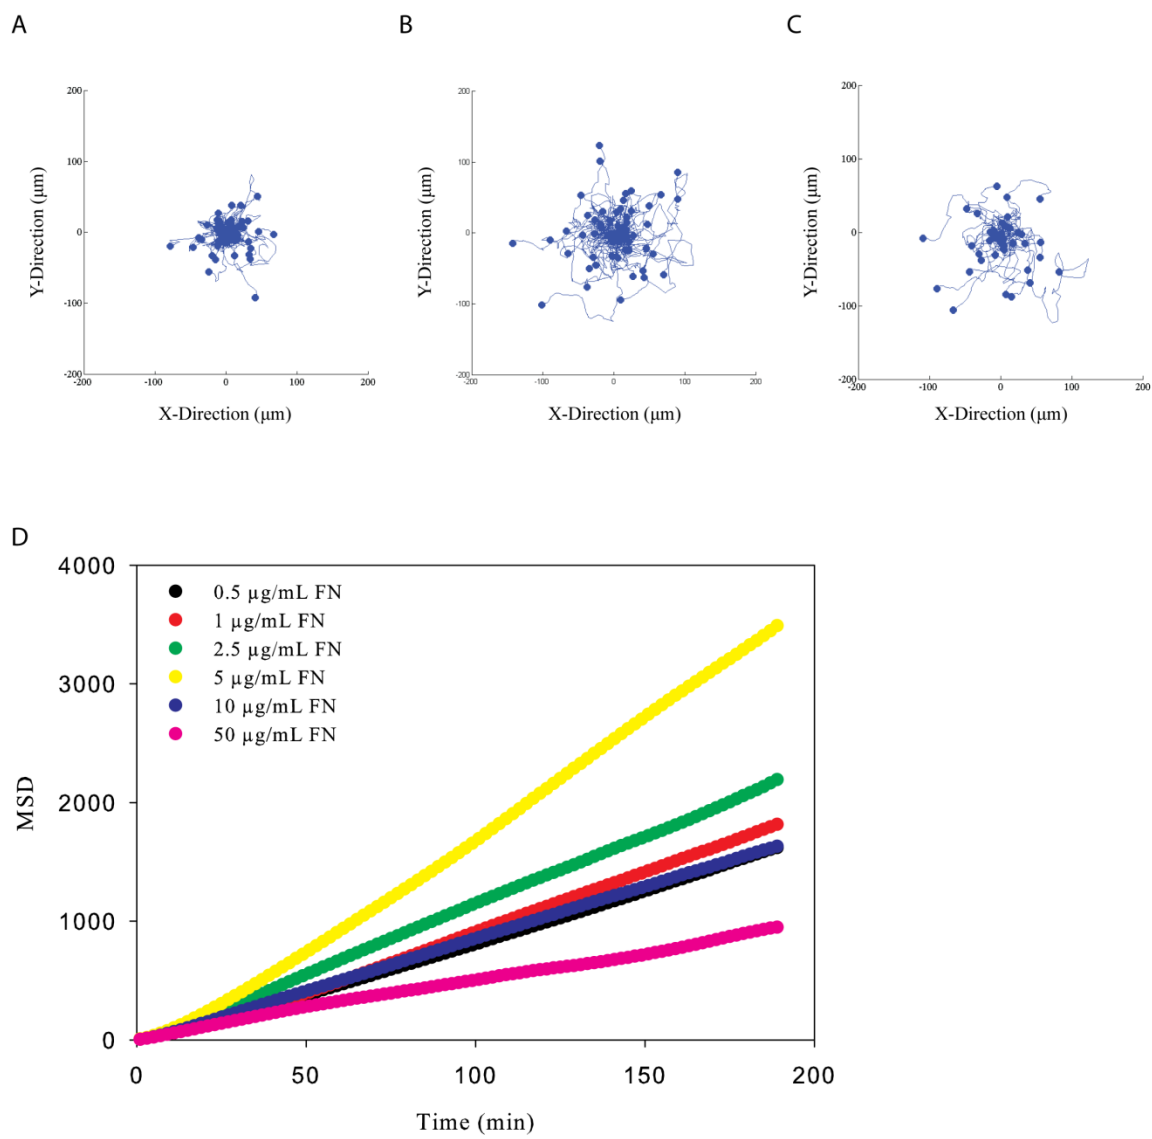 A
B
C
200
100
0
-100
-200
-200
-100
0
100
200
Y-Direction (µm)
X-Direction (µm)
200
100
0
-100
-200
-200
-100
0
100
200
Y-Direction (µm)
X-Direction (µm)
200
100
0
-100
-200
-200
-100
0
100
200
Y-Direction (µm)
X-Direction (µm)
D
4000
3000
2000
1000
0
MSD
0.5 µg/mL FN
1 µg/mL FN
2.5 µg/mL FN
5 µg/mL FN
10 µg/mL FN
50 µg/mL FN
0
50
100
150
200
Time (min)